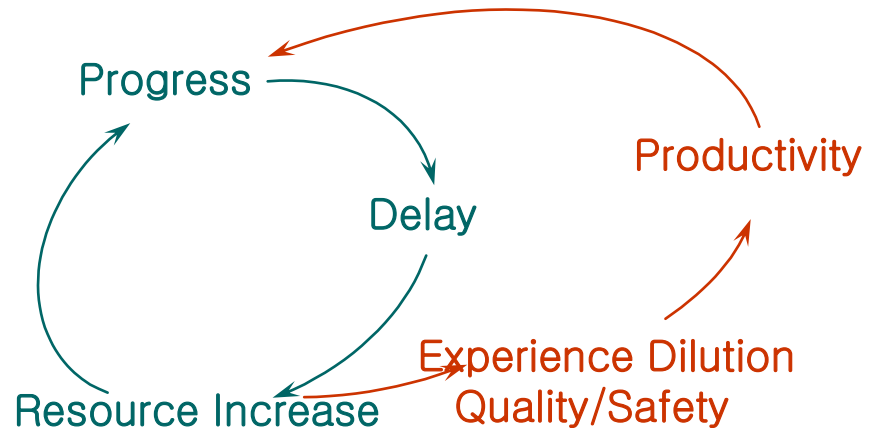 Progress
Productivity
Delay
Experience Dilution
Quality/Safety
Resource Increase